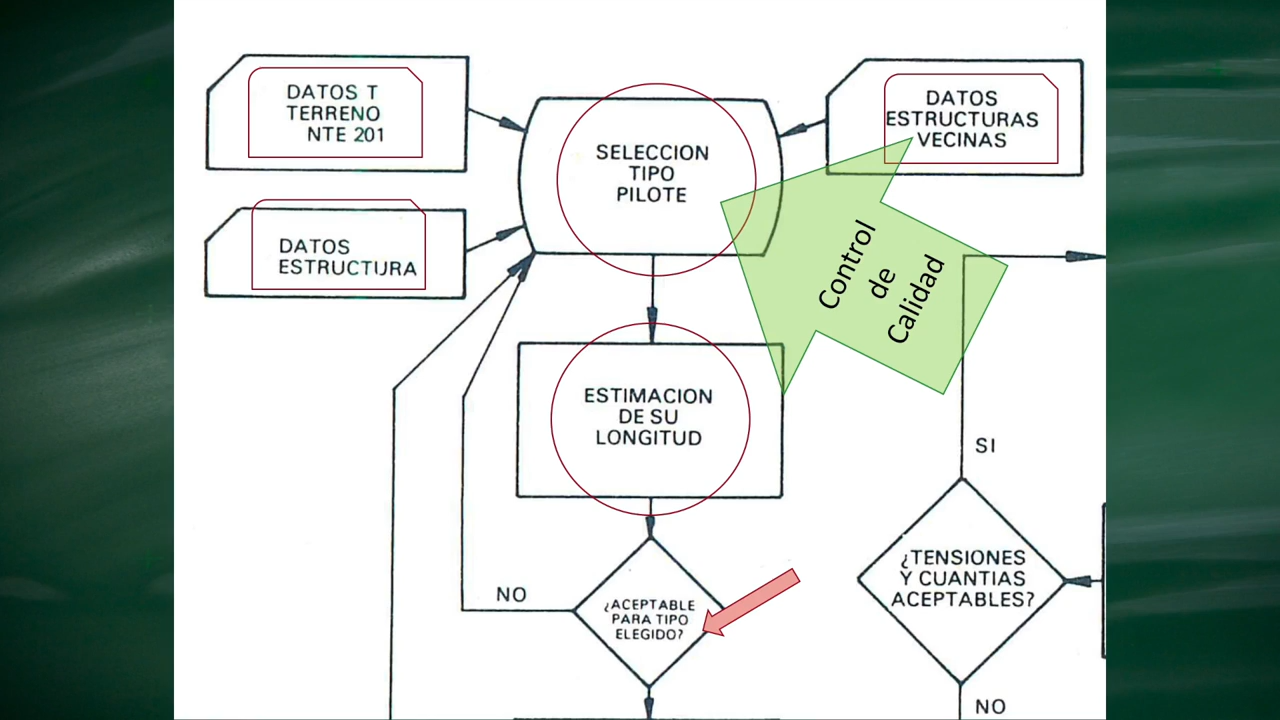 DATOS T
TERRENO
NTE 201
DATOS
ESTRUCTURAS
VECINAS
SELECCION
TIPO
PILOTE
DATOS
ESTRUCTURA
Control
de
Calidad
ESTIMACION
DE SU
LONGITUD
SI
¿TENSIONES
Y CUANTIAS
ACEPTABLES?
NO
¿ACEPTABLE
PARA TIPO
ELEGIDO?
NO